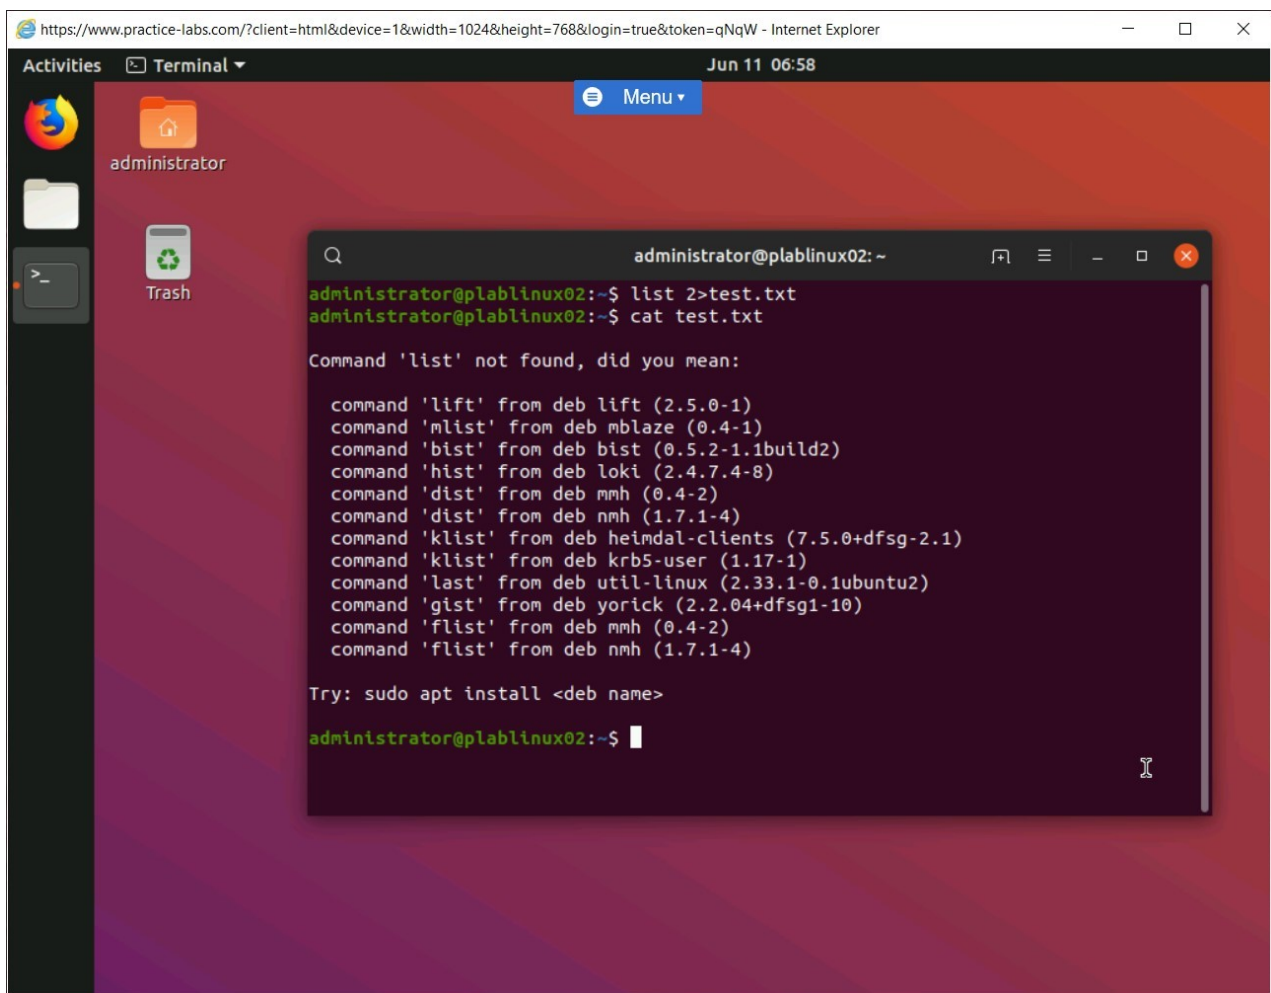 https://www.practice-labs.com/?client=html&device=1&width=1024&height=768&login=true&token=qNqW - Internet Explorer
Activities Terminal Jun 11 06:58
Menu
administrator
Trash
administrator@plablinux02: ~
administrator@plablinux02:~$ list 2>test.txt
administrator@plablinux02:~$ cat test.txt
Command 'list' not found, did you mean:
command 'lift' from deb lift (2.5.0-1)
command 'mlist' from deb mblaze (0.4-1)
command 'bist' from deb bist (0.5.2-1.1build2)
command 'hist' from deb loki (2.4.7.4-8)
command 'dist' from deb mmh (0.4-2)
command 'dist' from deb nmh (1.7.1-4)
command 'klist' from deb heimdal-clients (7.5.0+dfsg-2.1)
command 'klist' from deb krb5-user (1.17-1)
command 'last' from deb util-linux (2.33.1-0.1ubuntu2)
command 'gist' from deb yorick (2.2.04+dfsg1-10)
command 'flist' from deb mmh (0.4-2)
command 'flist' from deb nmh (1.7.1-4)
Try: sudo apt install <deb name>
administrator@plablinux02:~$